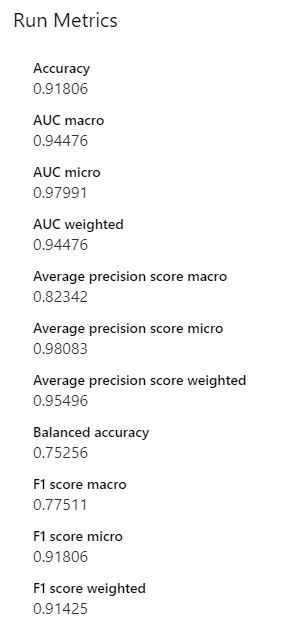 Run Metrics
Accuracy
0.91806
AUC macro
0.94476
AUC micro
0.97991
AUC weighted
0.94476
Average precision score macro
0.82342
Average precision score micro
0.98083
Average precision score weighted
0.95496
Balanced accuracy
0.75256
F1 score macro
0.77511
F1 score micro
0.91806
F1 score weighted
0.91425